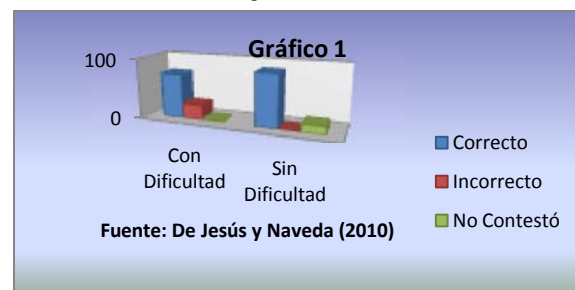 Gráfico 1
100
0
Con
Dificultad
Sin
Dificultad
Correcto
Incorrecto
No Contestó
Fuente: De Jesús y Naveda (2010)